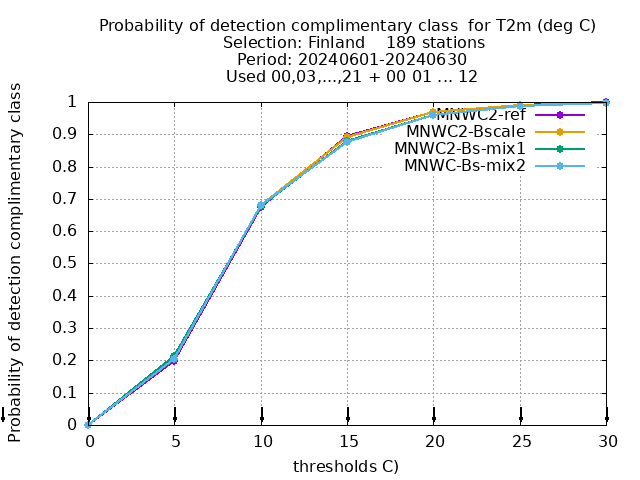 Probability of detection complimentary class  for T2m (deg C)
Selection: Finland    189 stations
Period: 20240601-20240630
Used 00,03,...,21 + 00 01 ... 12
Probability of detection complimentary class
1
0.9
0.8
0.7
0.6
0.5
0.4
0.3
0.2
0.1
0
MNWC2-ref
MNWC2-Bscale
MNWC2-Bs-mix1
MNWC-Bs-mix2
0 5 10 15 20 25 30
thresholds C)